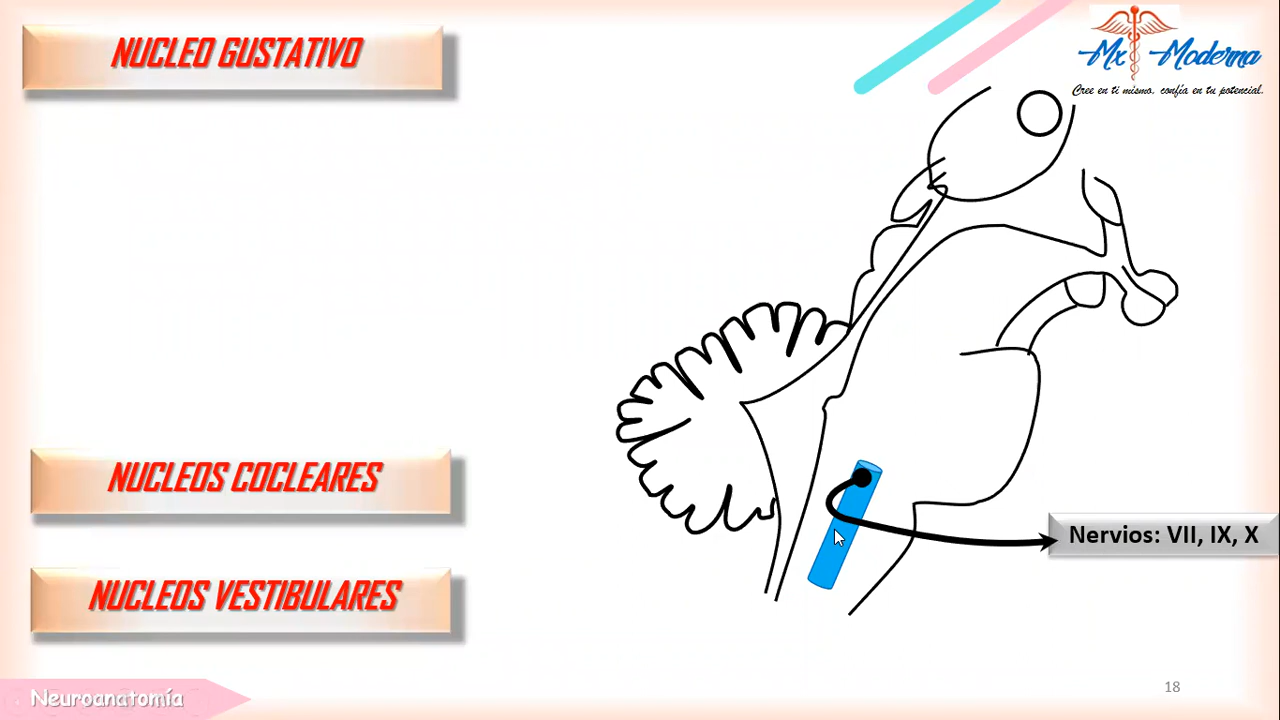 NUCLEO GUSTATIVO
Mx Moderna
Cree en ti mismo, confía en tu potencial.
NUCLEOS COCLEARES
Nervios: VII, IX, X
NUCLEOS VESTIBULARES
Neuroanatomía
18